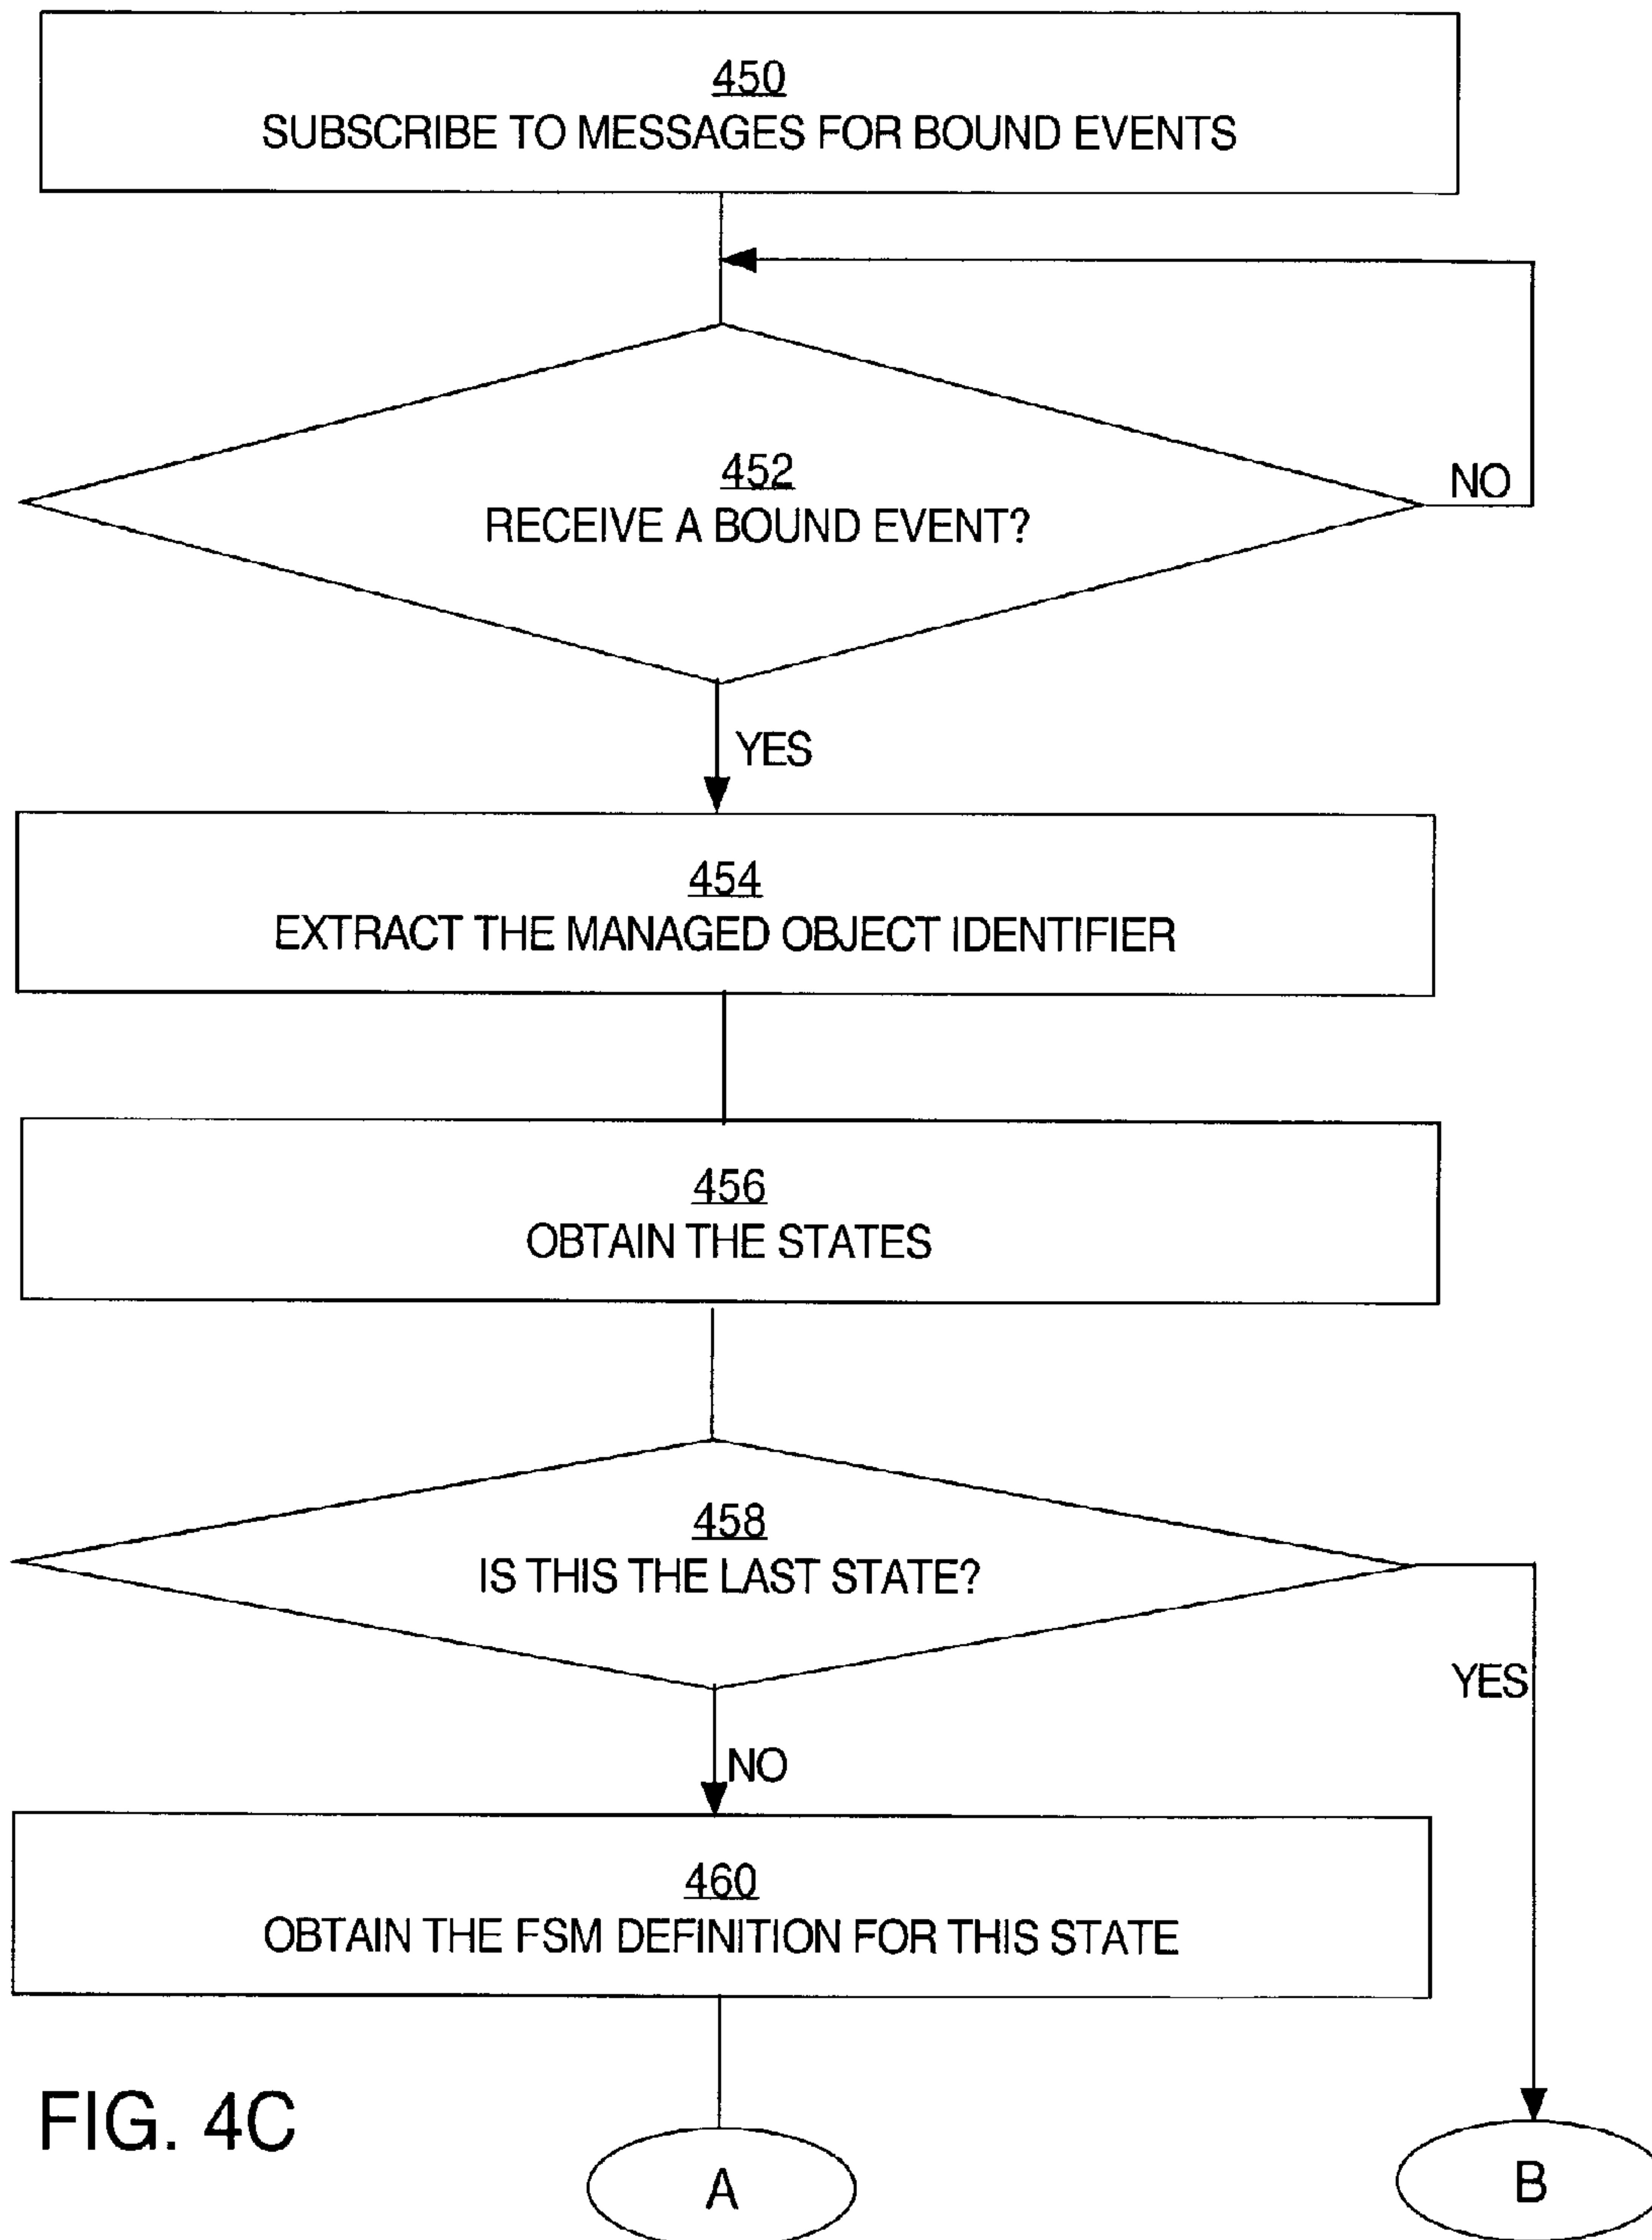 450
SUBSCRIBE TO MESSAGES FOR BOUND EVENTS
452
RECEIVE A BOUND EVENT?
NO
YES
454
EXTRACT THE MANAGED OBJECT IDENTIFIER
456
OBTAIN THE STATES
458
IS THIS THE LAST STATE?
YES
NO
460
OBTAIN THE FSM DEFINITION FOR THIS STATE
FIG. 4C
A
B